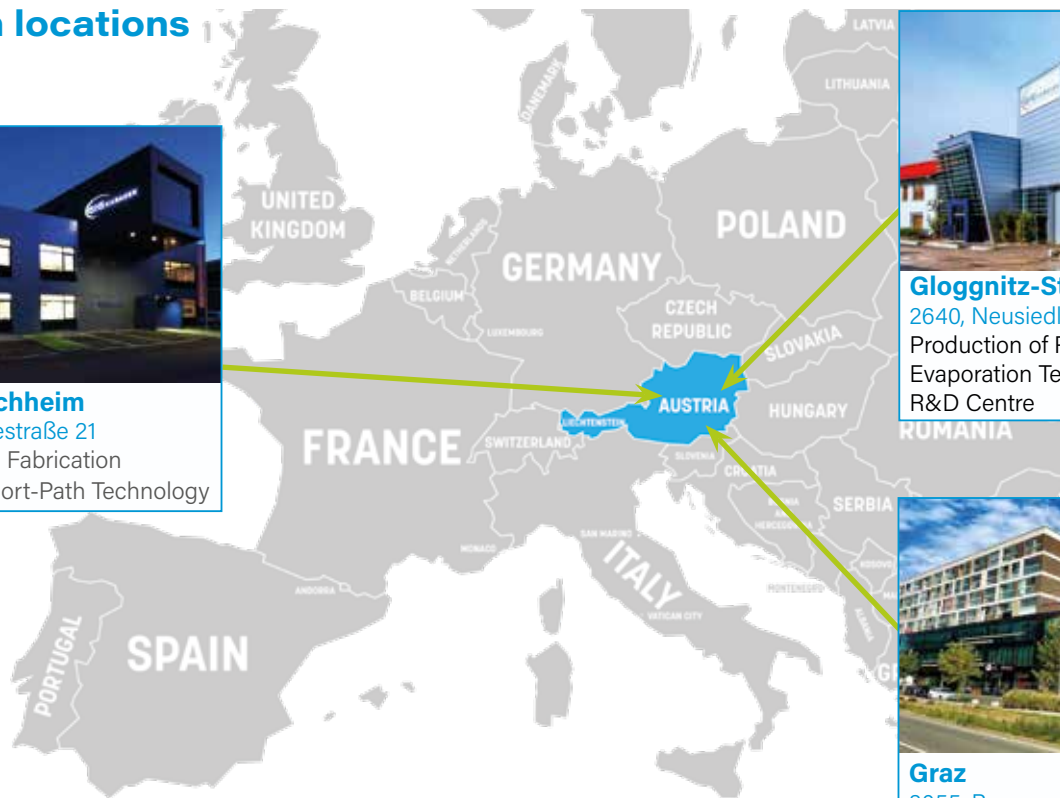 locations
LATVIA
LITHUANIA
DANEMARK
UNITED
KINGDOM
NETHERLANDS
POLAND
GERMANY
BELGIUM
CZECH
REPUBLIC
LUXEMBOURG
SLOVAKIA
AUSTRIA
HUNGARY
LIECHTENSTEIN
FRANCE
SWITZERLAND
ROMANIA
SLOVENIA
CROATIA
SERBIA
HERCEGOVINA
SAN MARINO
ITALY
MONACO
KOSOVO
MONTENEGRO
ANDORRA
VATICAN CITY
ALBANIA
SPAIN
PORTUGAL
chheim
estraße 21
Fabrication
ort-Path Technology
Gloggnitz-St
2640, Neusiedl
Production of
Evaporation Te
R&D Centre
Graz